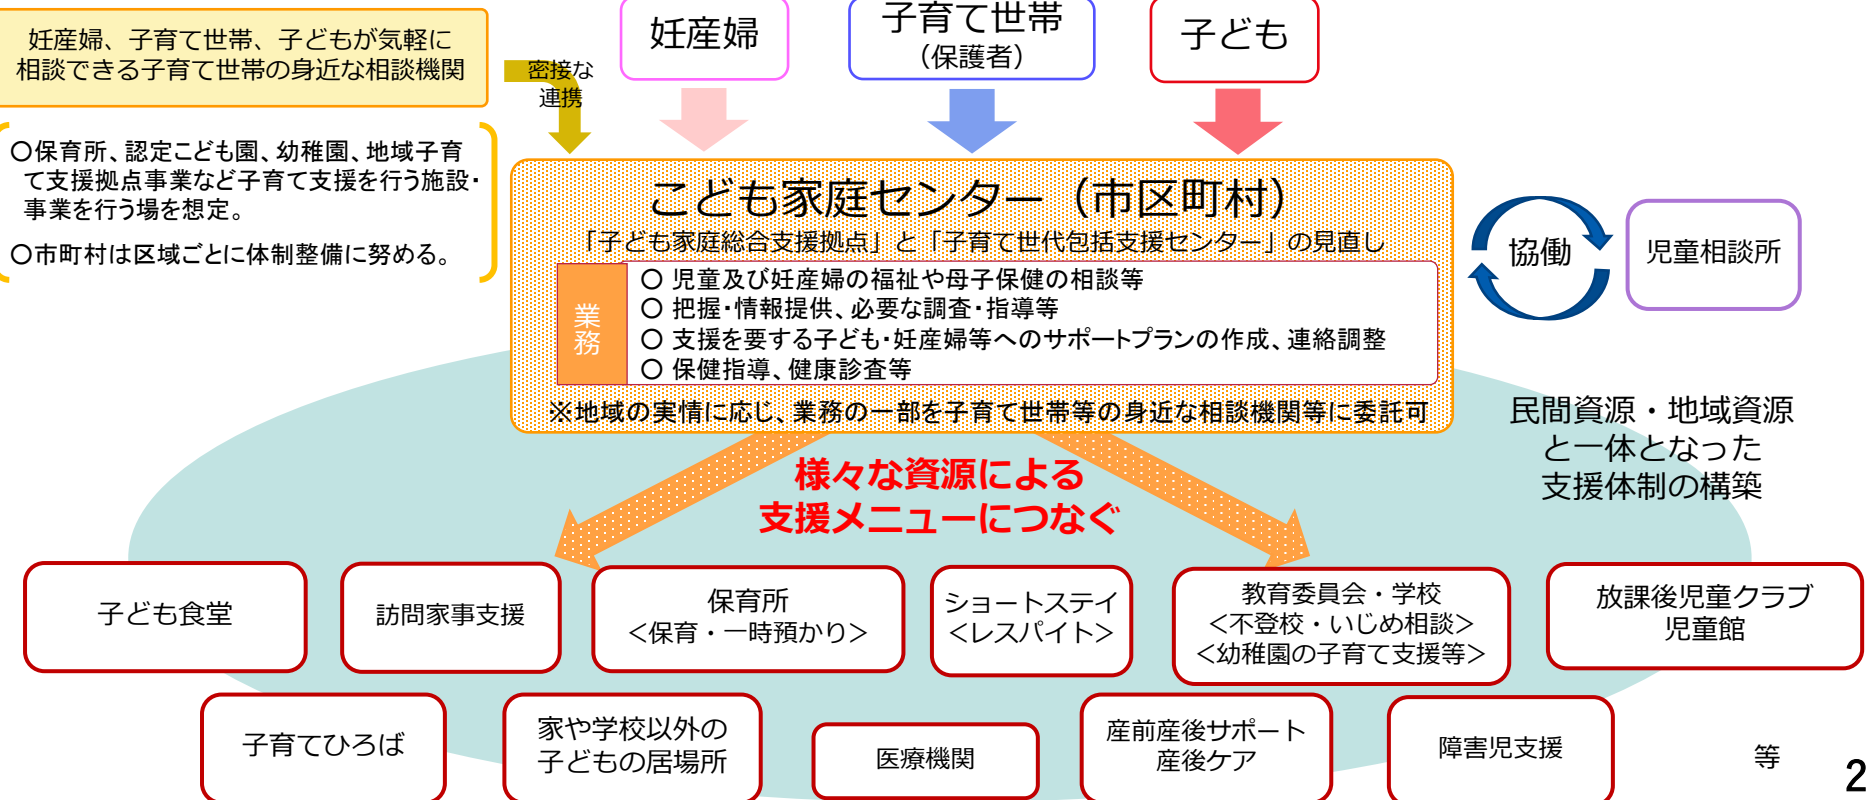 妊産婦、子育て世帯、子どもが気軽に
相談できる子育て世帯の身近な相談機関
密接な
連携
妊産婦
子育て世帯
（保護者）
子ども
〇保育所、認定こども園、幼稚園、地域子育
て支援拠点事業など子育て支援を行う施設・
事業を行う場を想定。
〇市町村は区域ごとに体制整備に努める。
こども家庭センター（市区町村）
「子ども家庭総合支援拠点」と「子育て世代包括支援センター」の見直し
業務
〇 児童及び妊産婦の福祉や母子保健の相談等
〇 把握・情報提供、必要な調査・指導等
〇 支援を要する子ども・妊産婦等へのサポートプランの作成、連絡調整
〇 保健指導、健康診査等
※地域の実情に応じ、業務の一部を子育て世帯等の身近な相談機関等に委託可
協働
児童相談所
民間資源・地域資源
と一体となった
支援体制の構築
様々な資源による
支援メニューにつなぐ
子ども食堂
訪問家事支援
保育所
＜保育・一時預かり＞
ショートステイ
＜レスパイト＞
教育委員会・学校
＜不登校・いじめ相談＞
＜幼稚園の子育て支援等＞
放課後児童クラブ
児童館
子育てひろば
家や学校以外の
子どもの居場所
医療機関
産前産後サポート
産後ケア
障害児支援
等
2